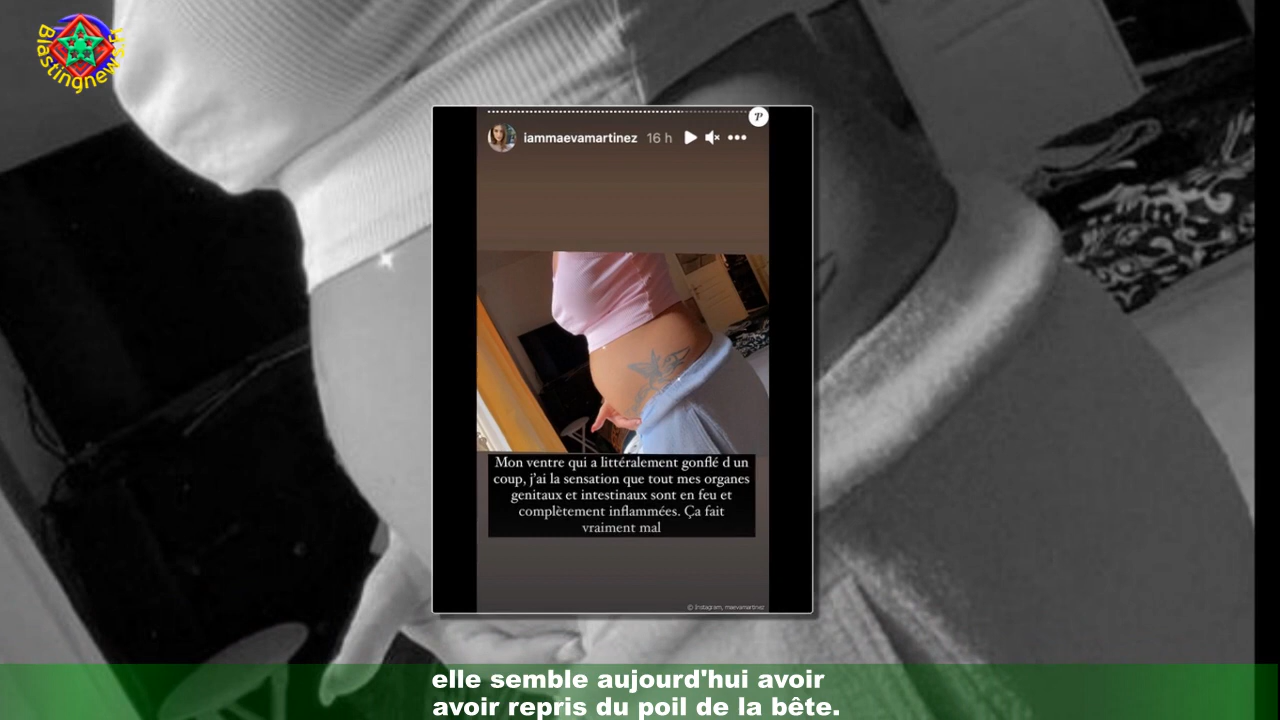 Blastingnews.Fr
iammaevamartinez 16 h
Mon ventre qui a littéralement gonflé d un
coup, j'ai la sensation que tout mes organes
genitaux et intestinaux sont en feu et
complètement inflammées. Ça fait
vraiment mal
© Instagram, maevamartinez
elle semble aujourd'hui avoir
avoir repris du poil de la bête.